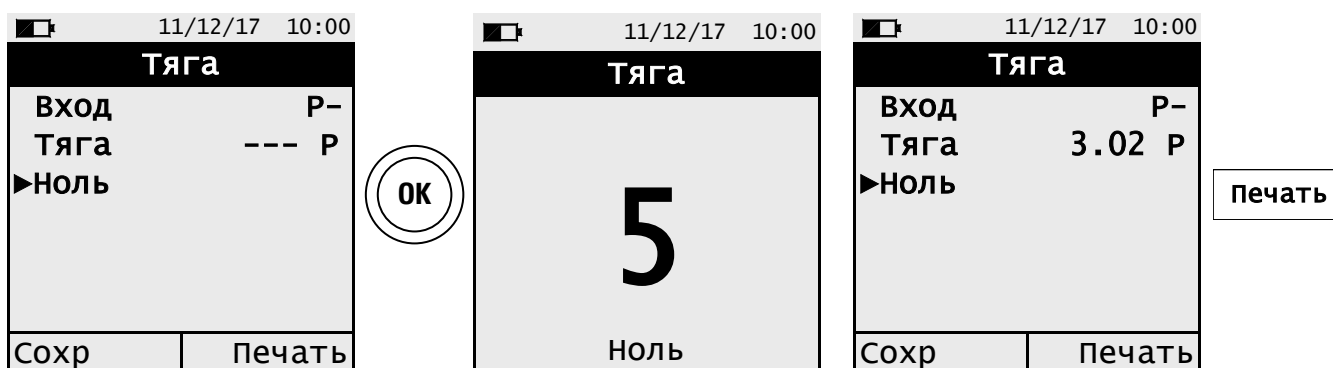 11/12/17 10:00
Тяга
Вход P-
Тяга --- P
►Ноль
Сохр Печать
OK
11/12/17 10:00
Тяга
5
Ноль
11/12/17 10:00
Тяга
Вход P-
Тяга 3.02 P
►Ноль
Сохр Печать
Печать